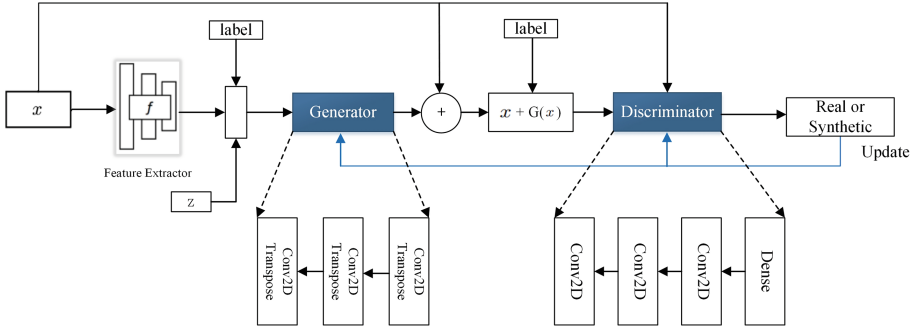 label
label
x
f
Generator
+
x + G(x)
Discriminator
Real or
Synthetic
Update
Feature Extractor
z
Conv2D
Transpose
Conv2D
Transpose
Conv2D
Transpose
Conv2D
Conv2D
Conv2D
Dense